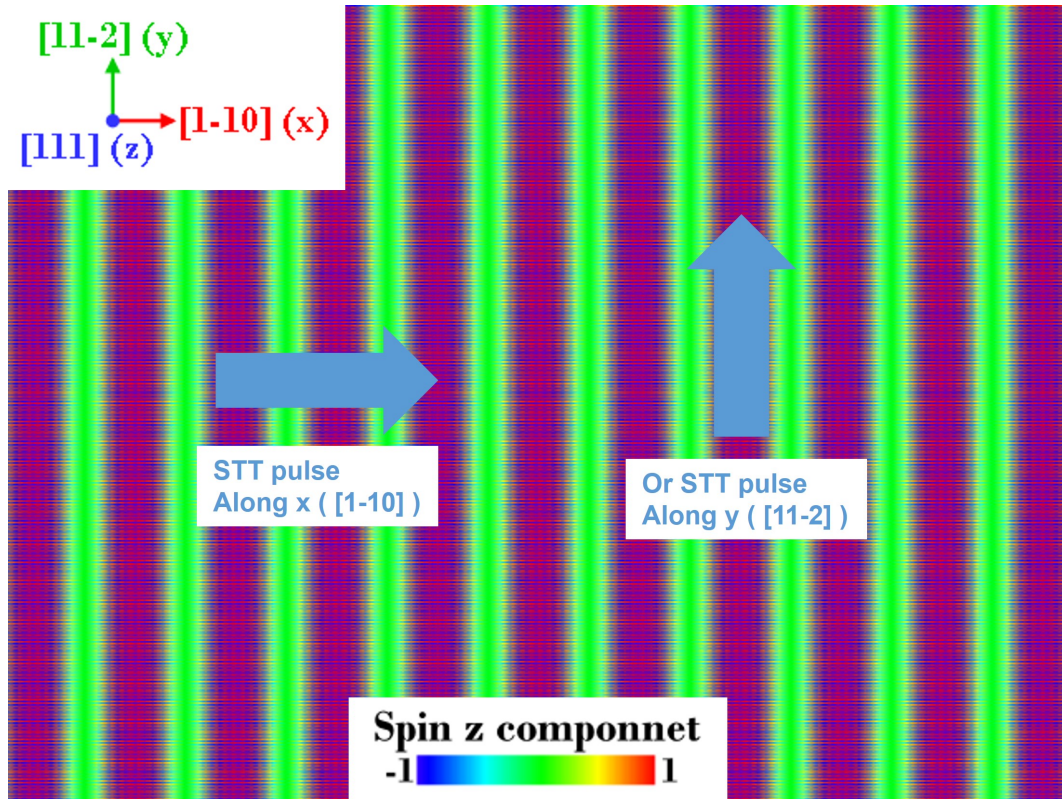 [11-2] (y)
[1-10] (x)
[111] (z)
STT pulse
Along x ( [1-10] )
Or STT pulse
Along y ( [11-2] )
Spin z componnet
-1 1